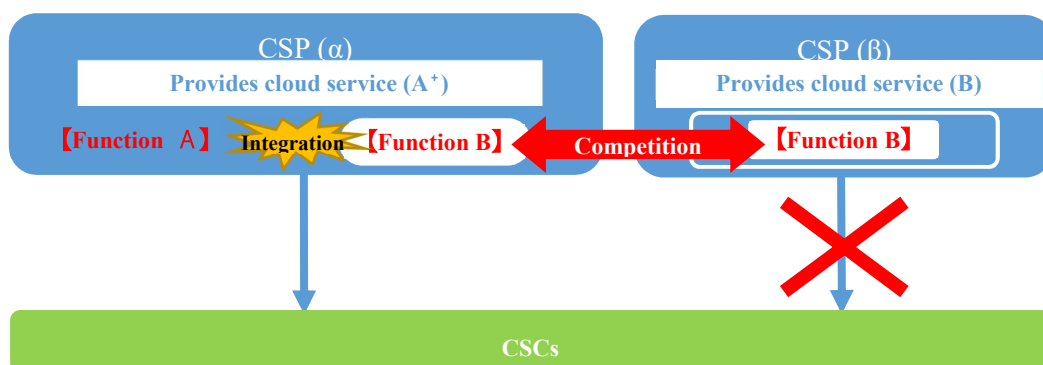 CSP (α)
CSP (β)
Provides cloud service (A⁺)
Provides cloud service (B)
【Function A】
Integration
【Function B】
Competition
【Function B】
CSCs